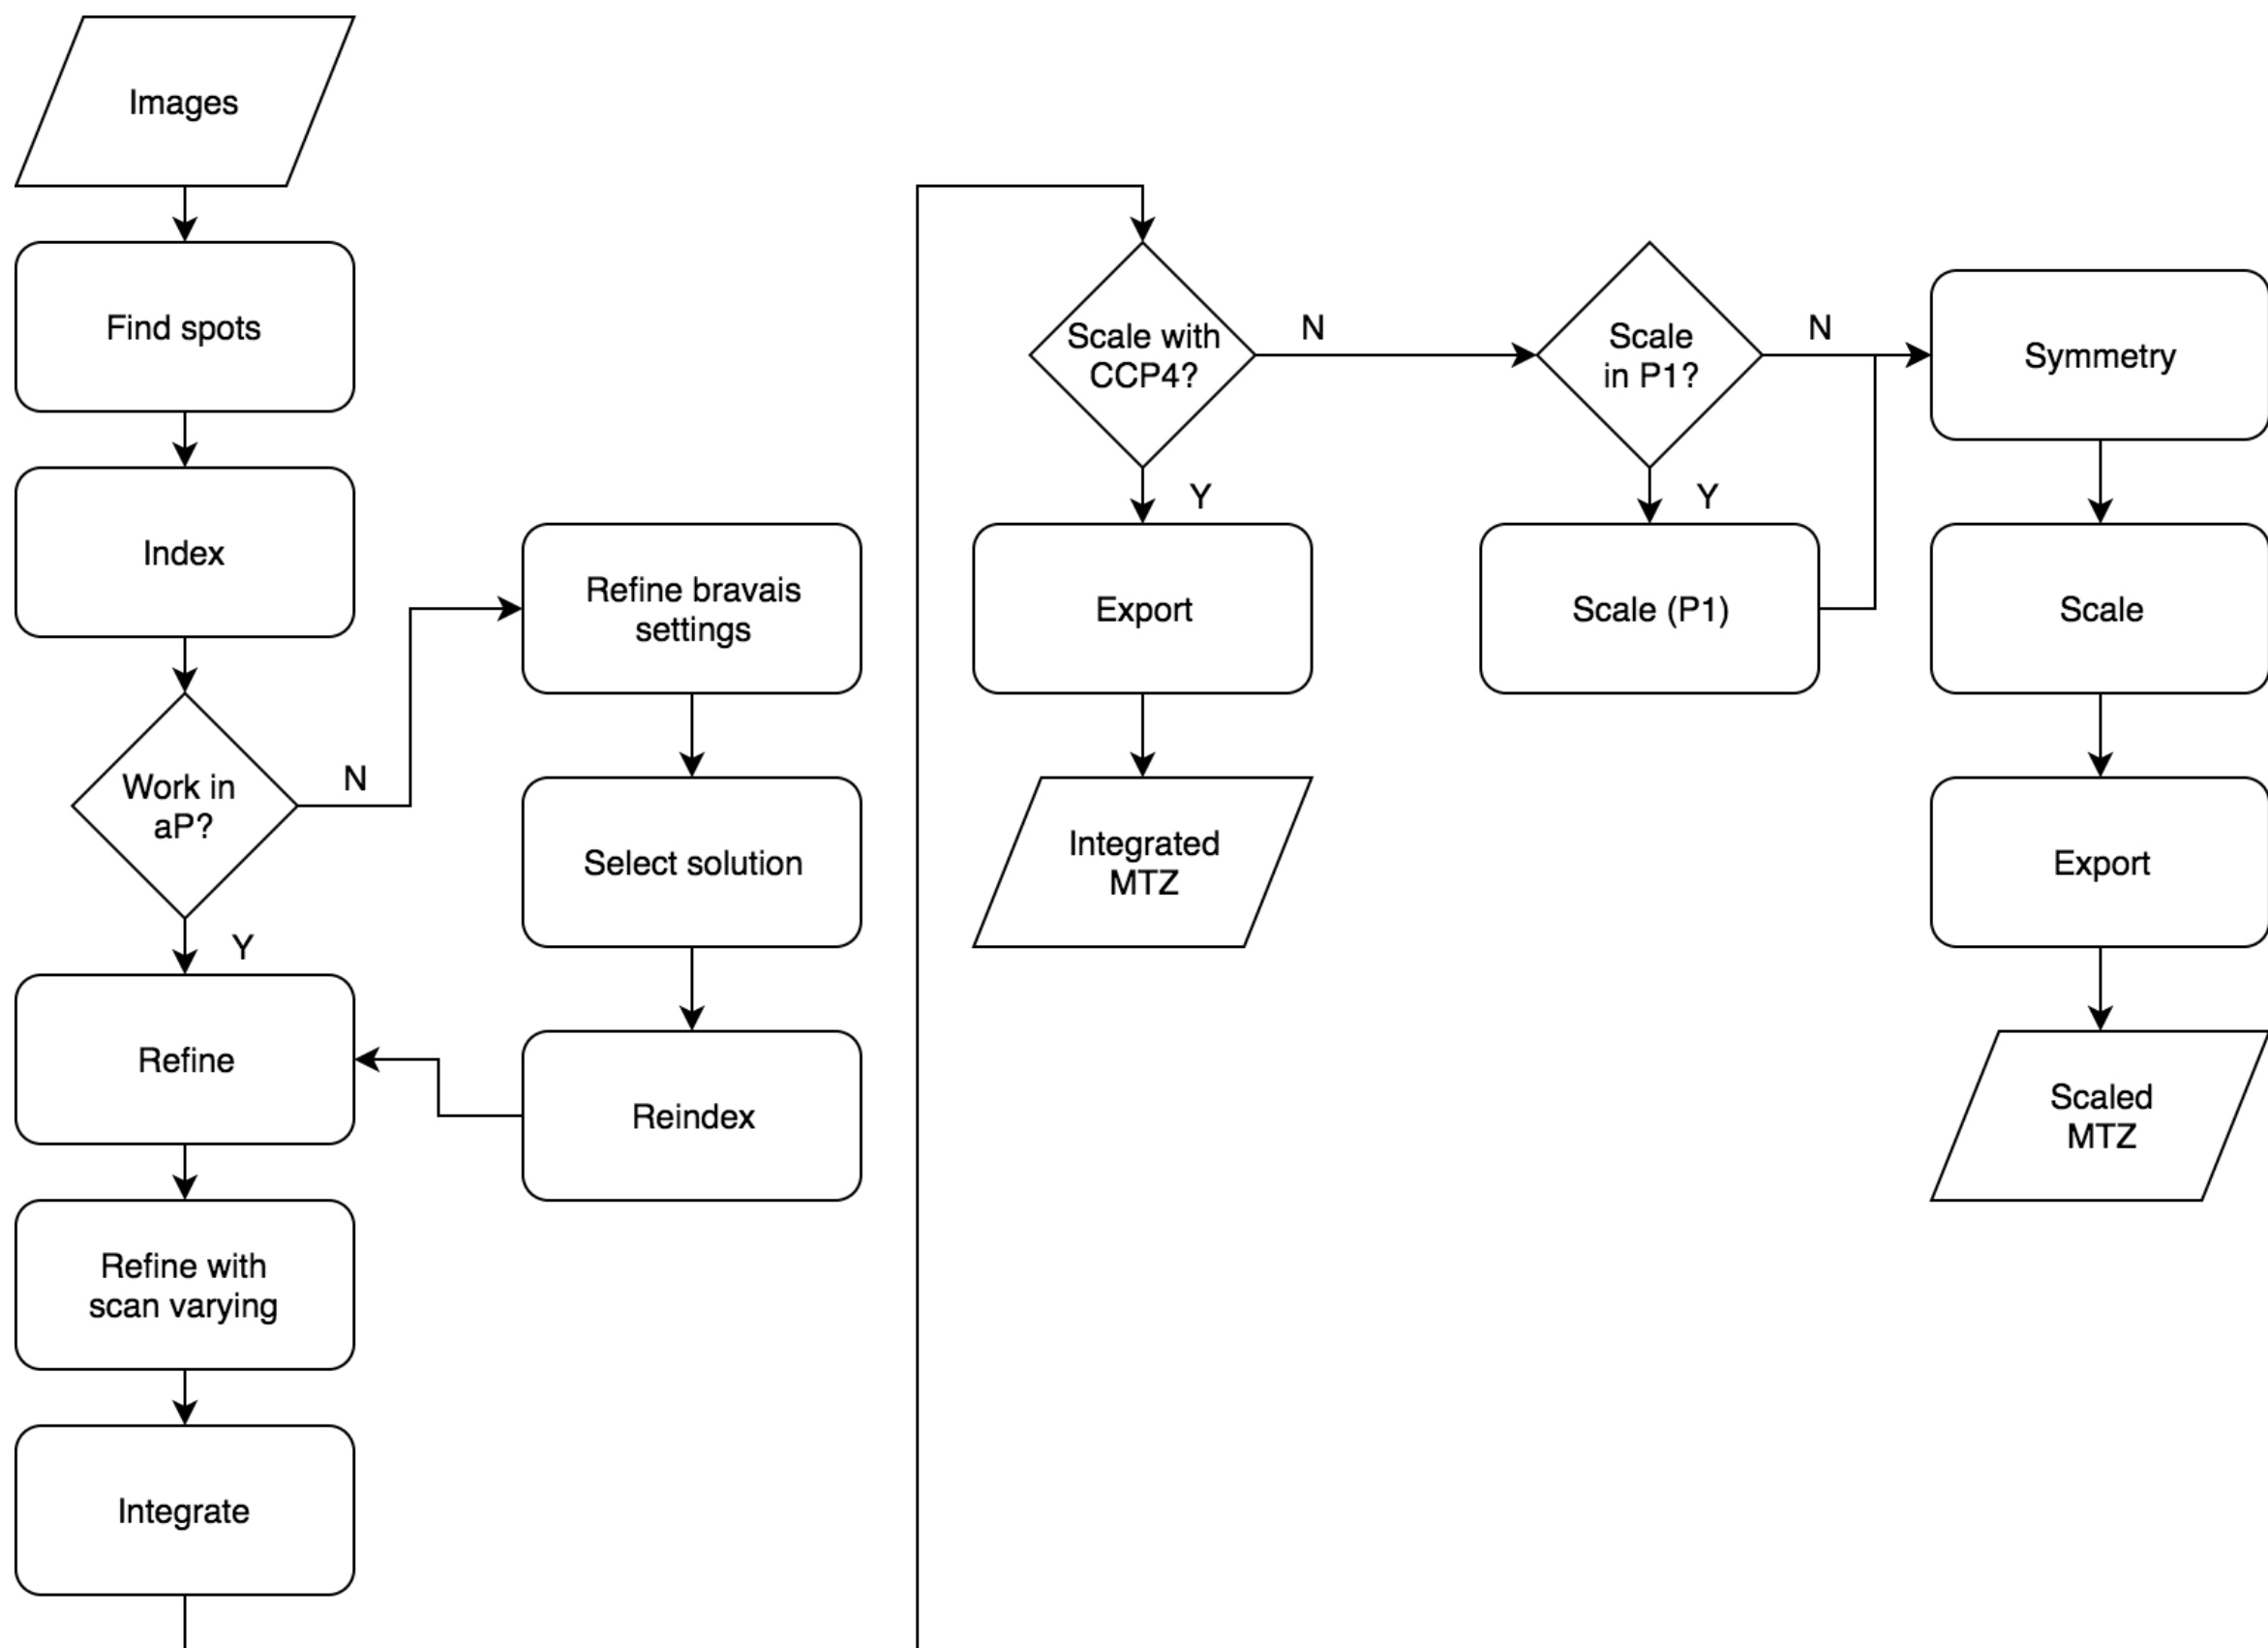 Images
Find spots
Index
Work in
aP?
N
Y
Refine bravais
settings
Select solution
Reindex
Refine
Refine with
scan varying
Integrate
Scale with
CCP4?
N
Y
Export
Integrated
MTZ
Scale
in P1?
N
Y
Scale (P1)
Symmetry
Scale
Export
Scaled
MTZ